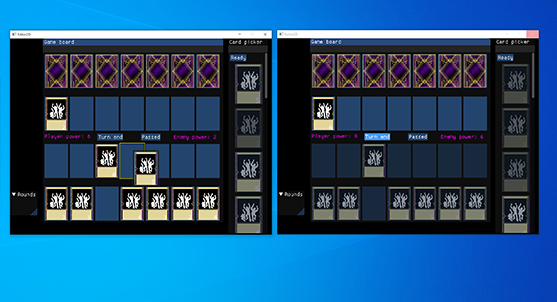 Game board
Card picker
Ready
Player power: 6
Turn end
Passed
Enemy power: 2
▼ Rounds
Game board
Card picker
Ready
Player power: 6
Turn end
Passed
Enemy power: 6
▼ Rounds